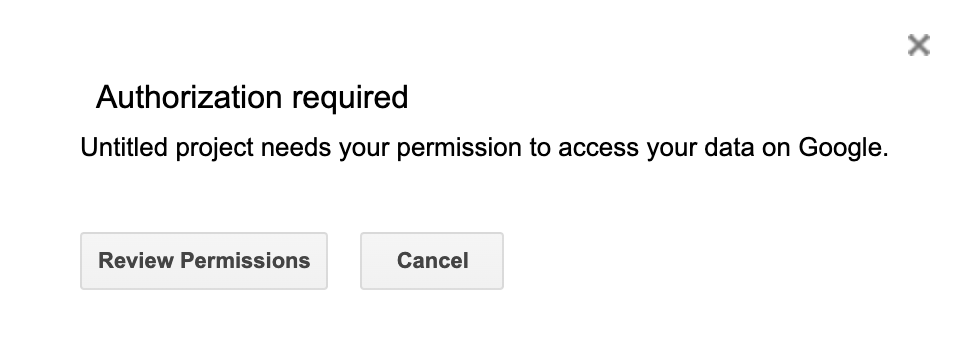 Authorization required
Untitled project needs your permission to access your data on Google.
Review Permissions
Cancel